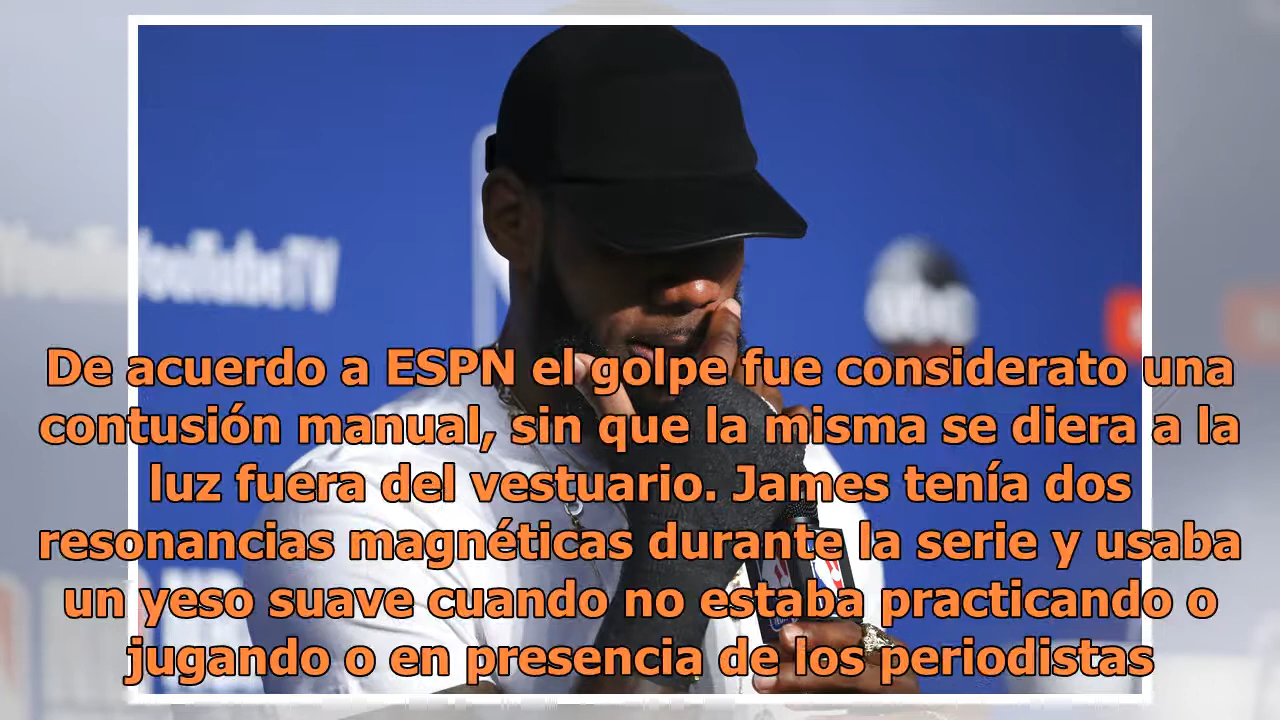 YouTubeTV
abc
De acuerdo a ESPN el golpe fue considerato una
contusión manual, sin que la misma se diera a la
luz fuera del vestuario. James tenía dos
resonancias magnéticas durante la serie y usaba
un yeso suave cuando no estaba practicando o
jugando o en presencia de los periodistas